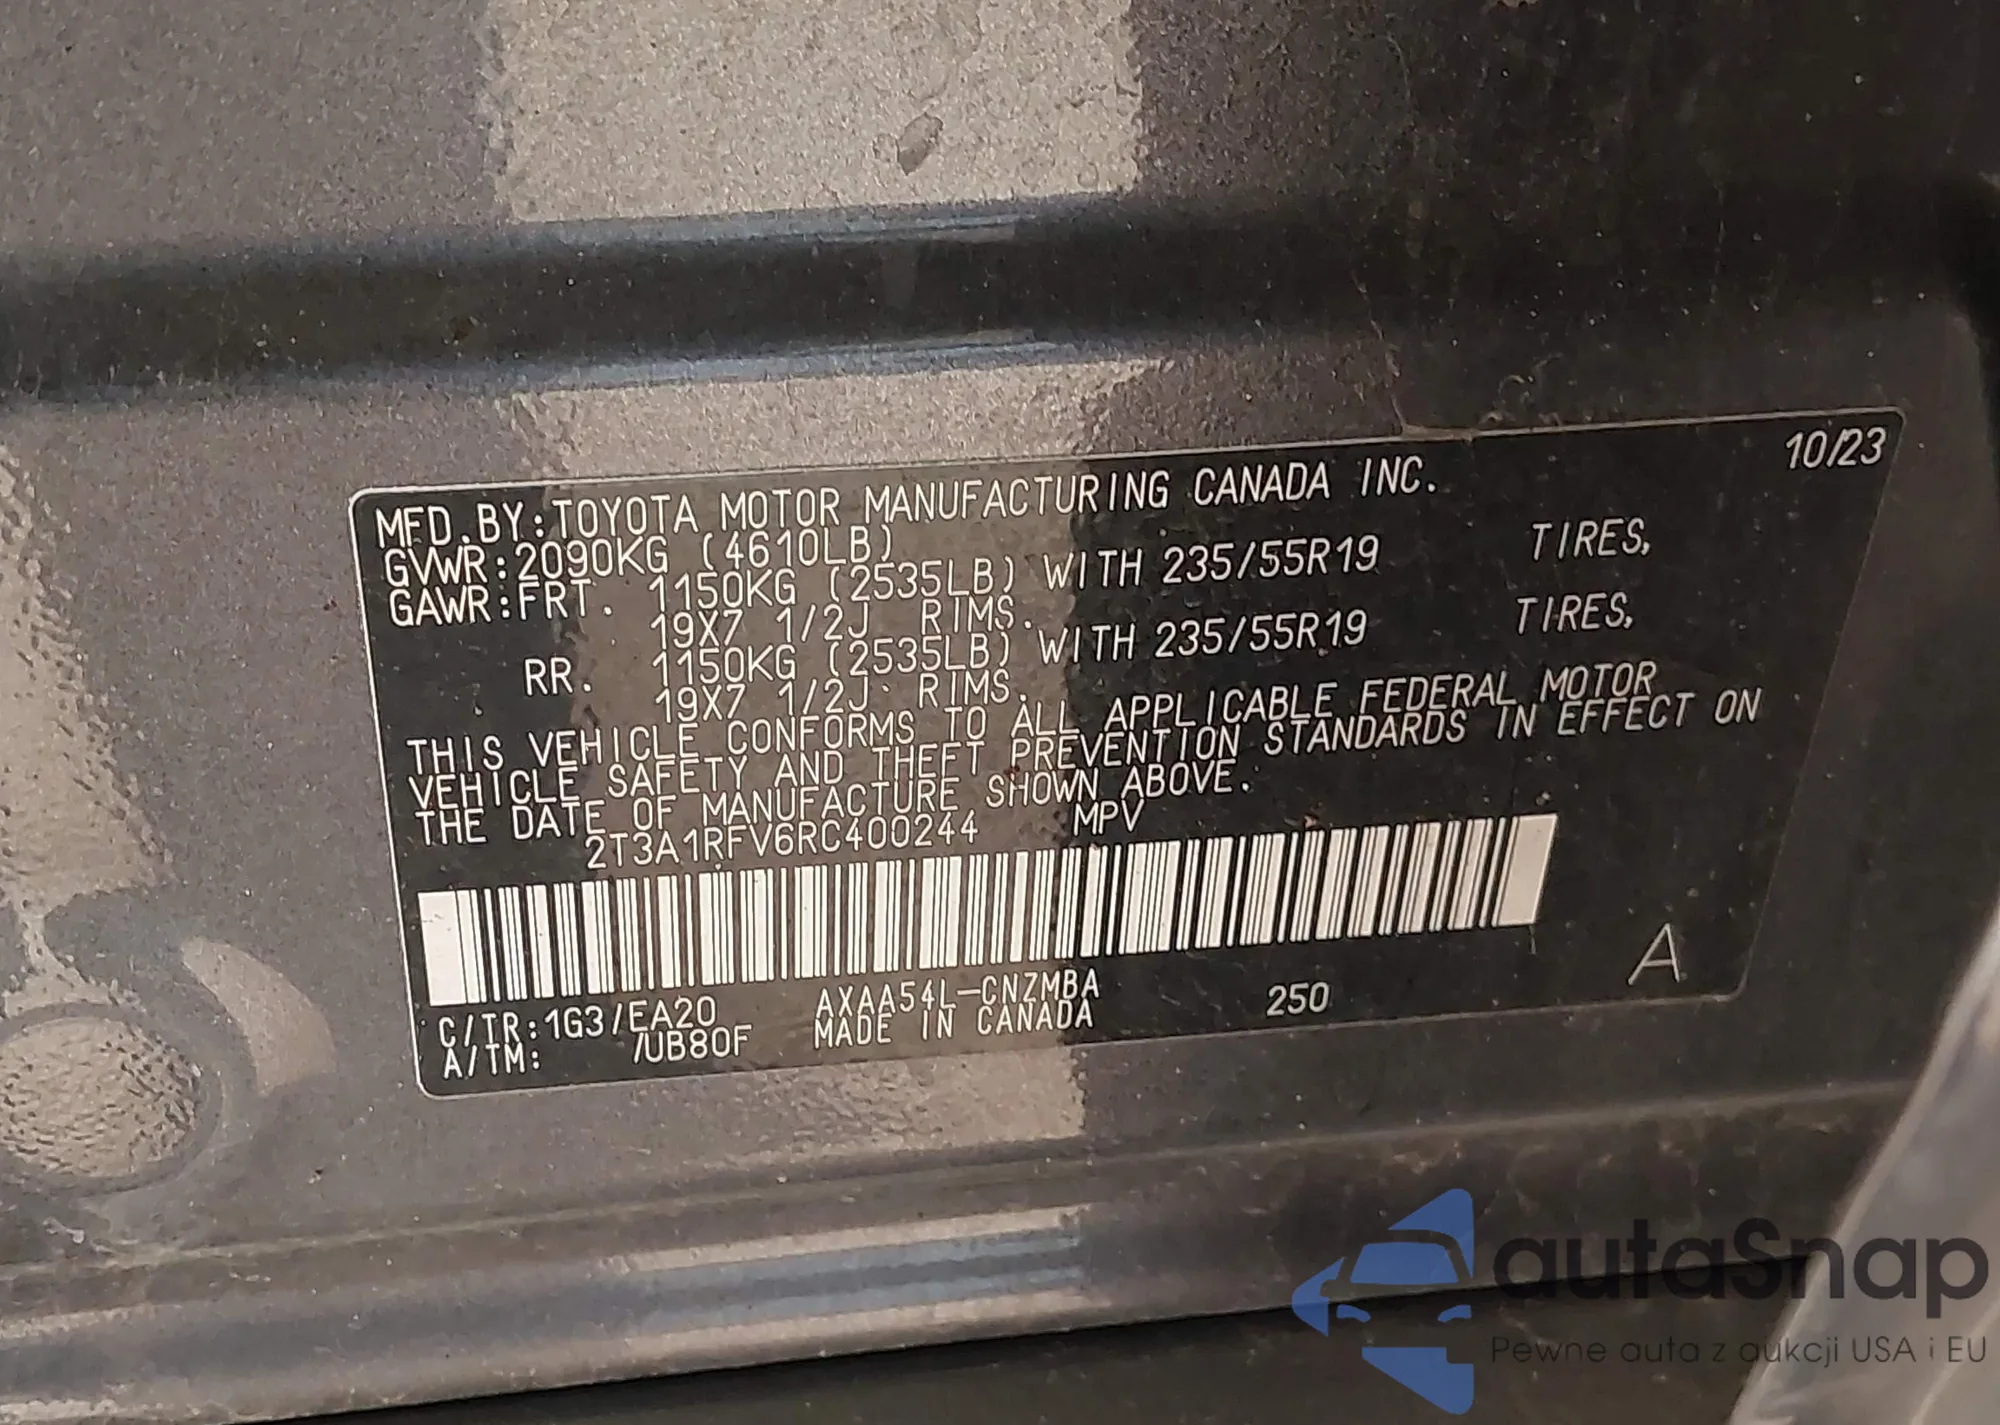 10/23
MFD.BY:TOYOTA MOTOR MANUFACTURING CANADA INC.
GVWR:2090KG (4610LB)
GAWR:FRT. 1150KG (2535LB) WITH 235/55R19 TIRES,
19X7 1/2J RIMS.
RR. 1150KG (2535LB) WITH 235/55R19 TIRES,
19X7 1/2J RIMS.
THIS VEHICLE CONFORMS TO ALL APPLICABLE FEDERAL MOTOR
VEHICLE SAFETY AND THEFT PREVENTION STANDARDS IN EFFECT ON
THE DATE OF MANUFACTURE SHOWN ABOVE.
2T3A1RFV6RC400244 MPV
A
C/TR:1G3/EA20 AXAA54L-CNZMBA 250
A/TM: /UB80F MADE IN CANADA
autaSnap
Pewne auta z aukcji USA i EU